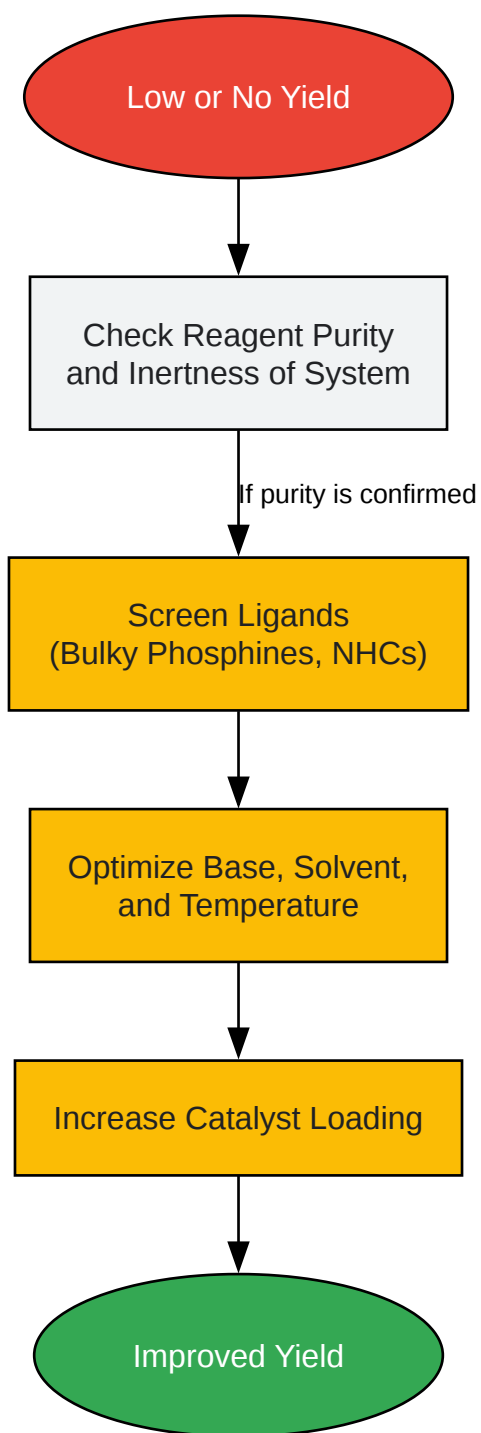 Low or No Yield
Check Reagent Purity
and Inertness of System
If purity is confirmed
Screen Ligands
(Bulky Phosphines, NHCs)
Optimize Base, Solvent,
and Temperature
Increase Catalyst Loading
Improved Yield